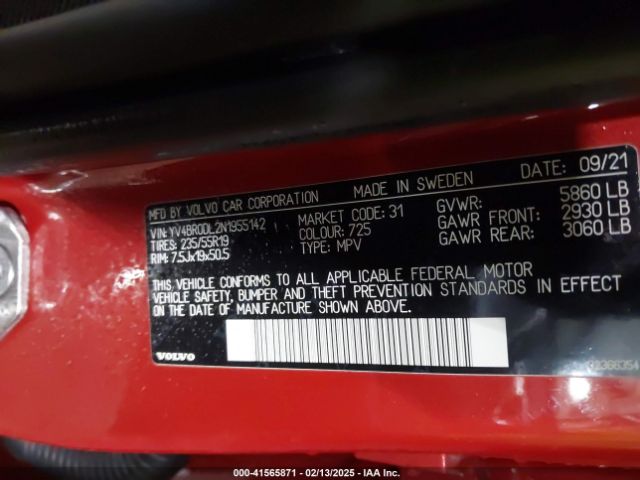 MFD BY VOLVO CAR CORPORATION MADE IN SWEDEN DATE: 09/21
VIN: YV4BR0DL2N1955142 MARKET CODE: 31 GVWR: 5860 LB
TIRES: 235/55R19 COLOUR: 725 GAWR FRONT: 2930 LB
RIM: 7.5Jx19x50.5 TYPE: MPV GAWR REAR: 3060 LB
THIS VEHICLE CONFORMS TO ALL APPLICABLE FEDERAL MOTOR
VEHICLE SAFETY, BUMPER AND THEFT PREVENTION STANDARDS IN EFFECT
ON THE DATE OF MANUFACTURE SHOWN ABOVE.
VOLVO
32366354
000-41565871 | 02/13/2025 - IAA Inc.